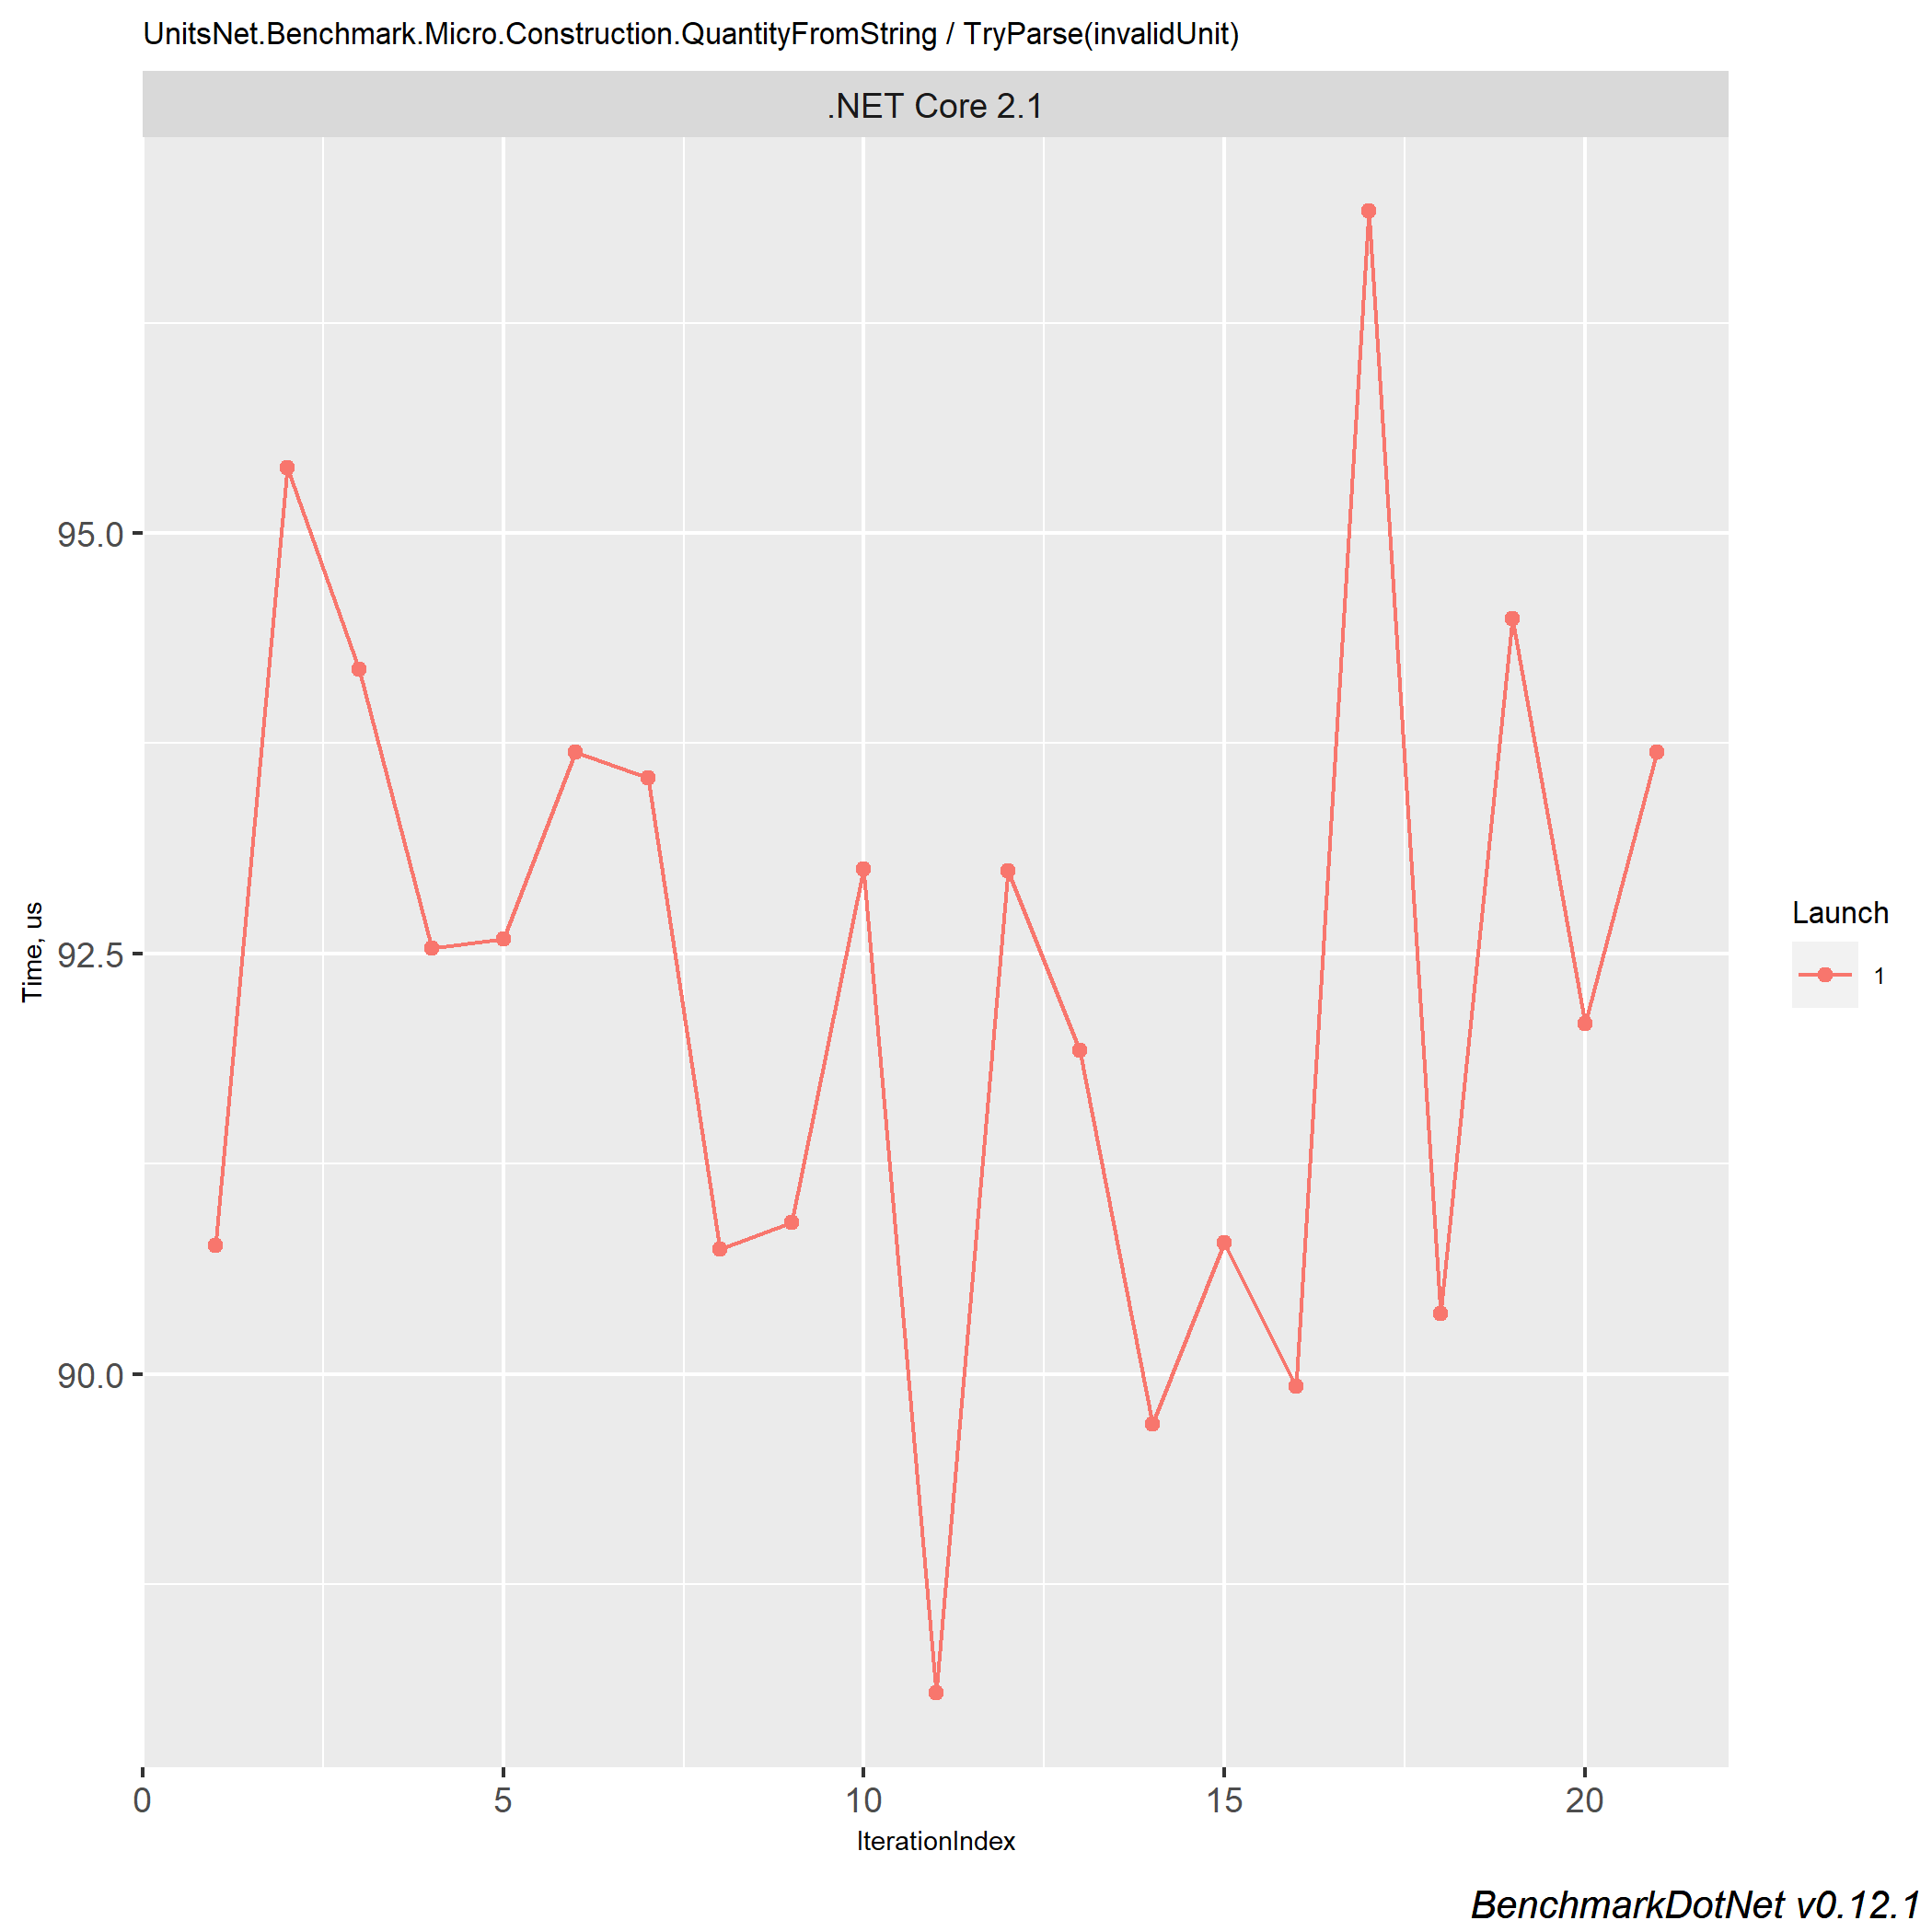 UnitsNet.Benchmark.Micro.Construction.QuantityFromString / TryParse(invalidUnit)
.NET Core 2.1
95.0
92.5
90.0
Time, us
0 5 10 15 20
IterationIndex
Launch
1
BenchmarkDotNet v0.12.1